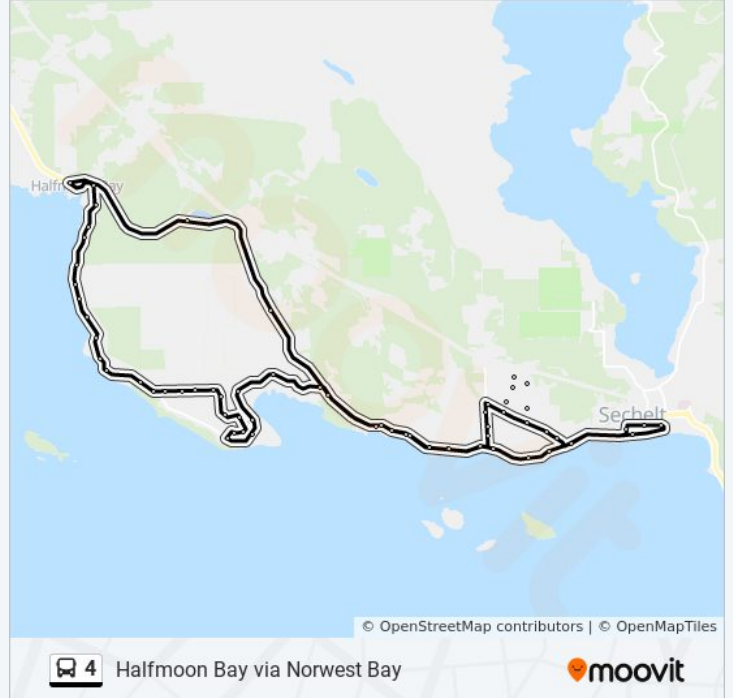 Halfmoon Bay
Sechelt
© OpenStreetMap contributors | © OpenMapTiles
4 Halfmoon Bay via Norwest Bay
moovit